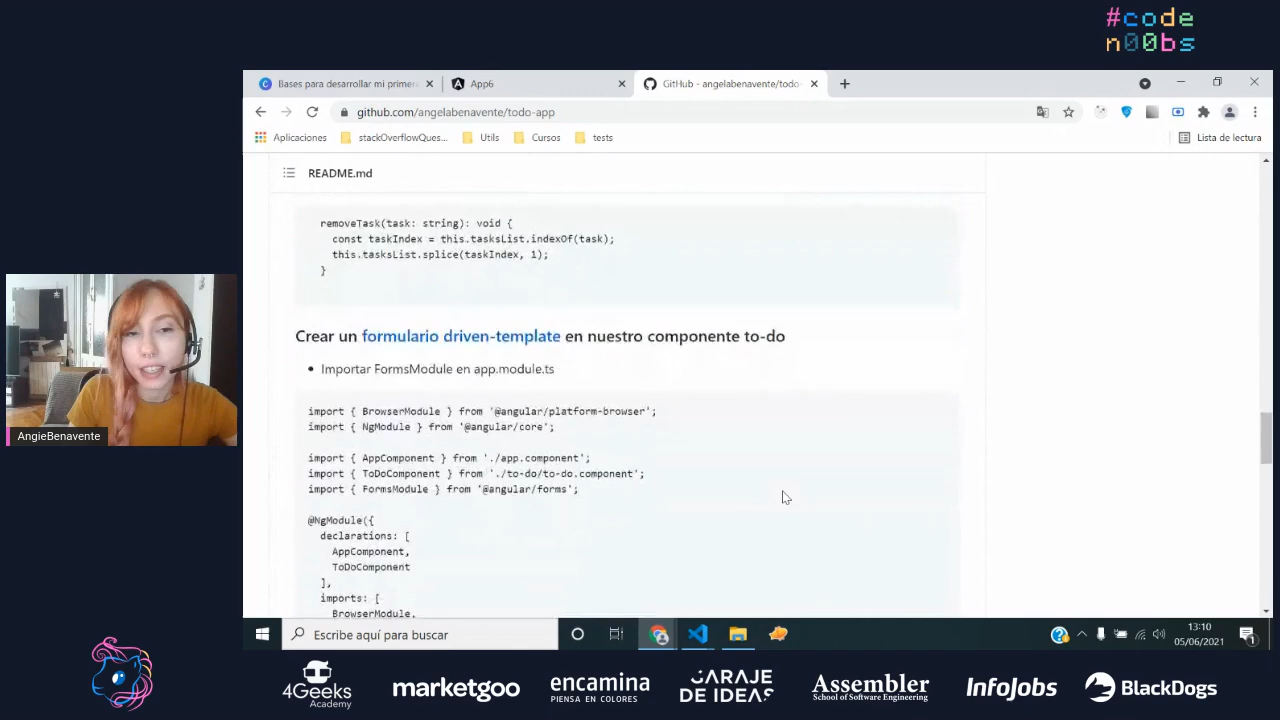 #code
n00bs
Bases para desarrollar mi primer
App6
GitHub - angelabenavente/todo-
github.com/angelabenavente/todo-app
Aplicaciones
stackOverflowQues...
Utils
Cursos
tests
Lista de lectura
README.md
removeTask(task: string): void {
const taskIndex = this.tasksList.indexOf(task);
this.tasksList.splice(taskIndex, 1);
}
Crear un formulario driven-template en nuestro componente to-do
• Importar FormsModule en app.module.ts
import { BrowserModule } from '@angular/platform-browser';
import { NgModule } from '@angular/core';
import { AppComponent } from './app.component';
import { ToDoComponent } from './to-do/to-do.component';
import { FormsModule } from '@angular/forms';
@NgModule({
declarations: [
AppComponent,
ToDoComponent
],
imports: [
BrowserModule,
AngieBenavente
Escribe aquí para buscar
13:10
05/06/2021
4Geeks
Academy
marketgoo
encamina
PIENSA EN COLORES
GARAJE
DE IDEAS
Assembler
School of Software Engineering
InfoJobs
BlackDogs